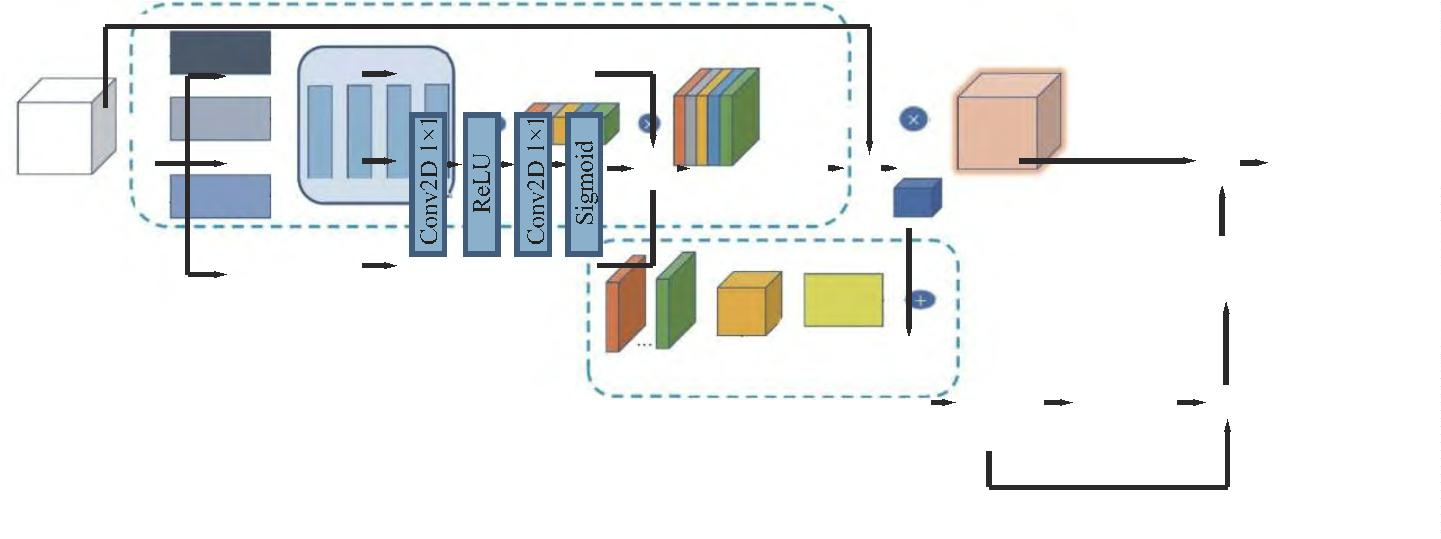 Conv2D 1×1
ReLU
Conv2D 1×1
Sigmoid
...